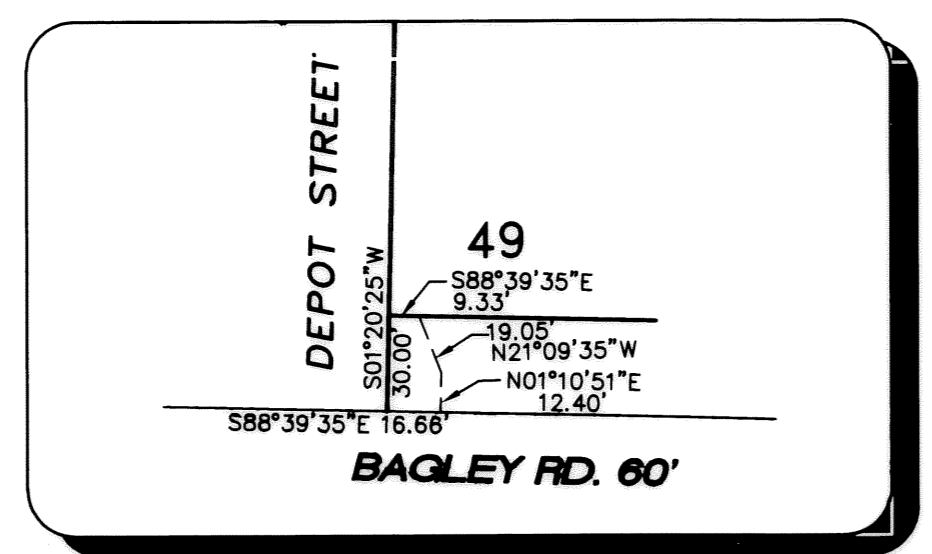 DEPOT STREET
49
S88°39'35"E
9.33'
S01°20'25"W
30.00'
19.05'
N21°09'35"W
N01°10'51"E
12.40'
S88°39'35"E 16.66'
BAGLEY RD. 60'